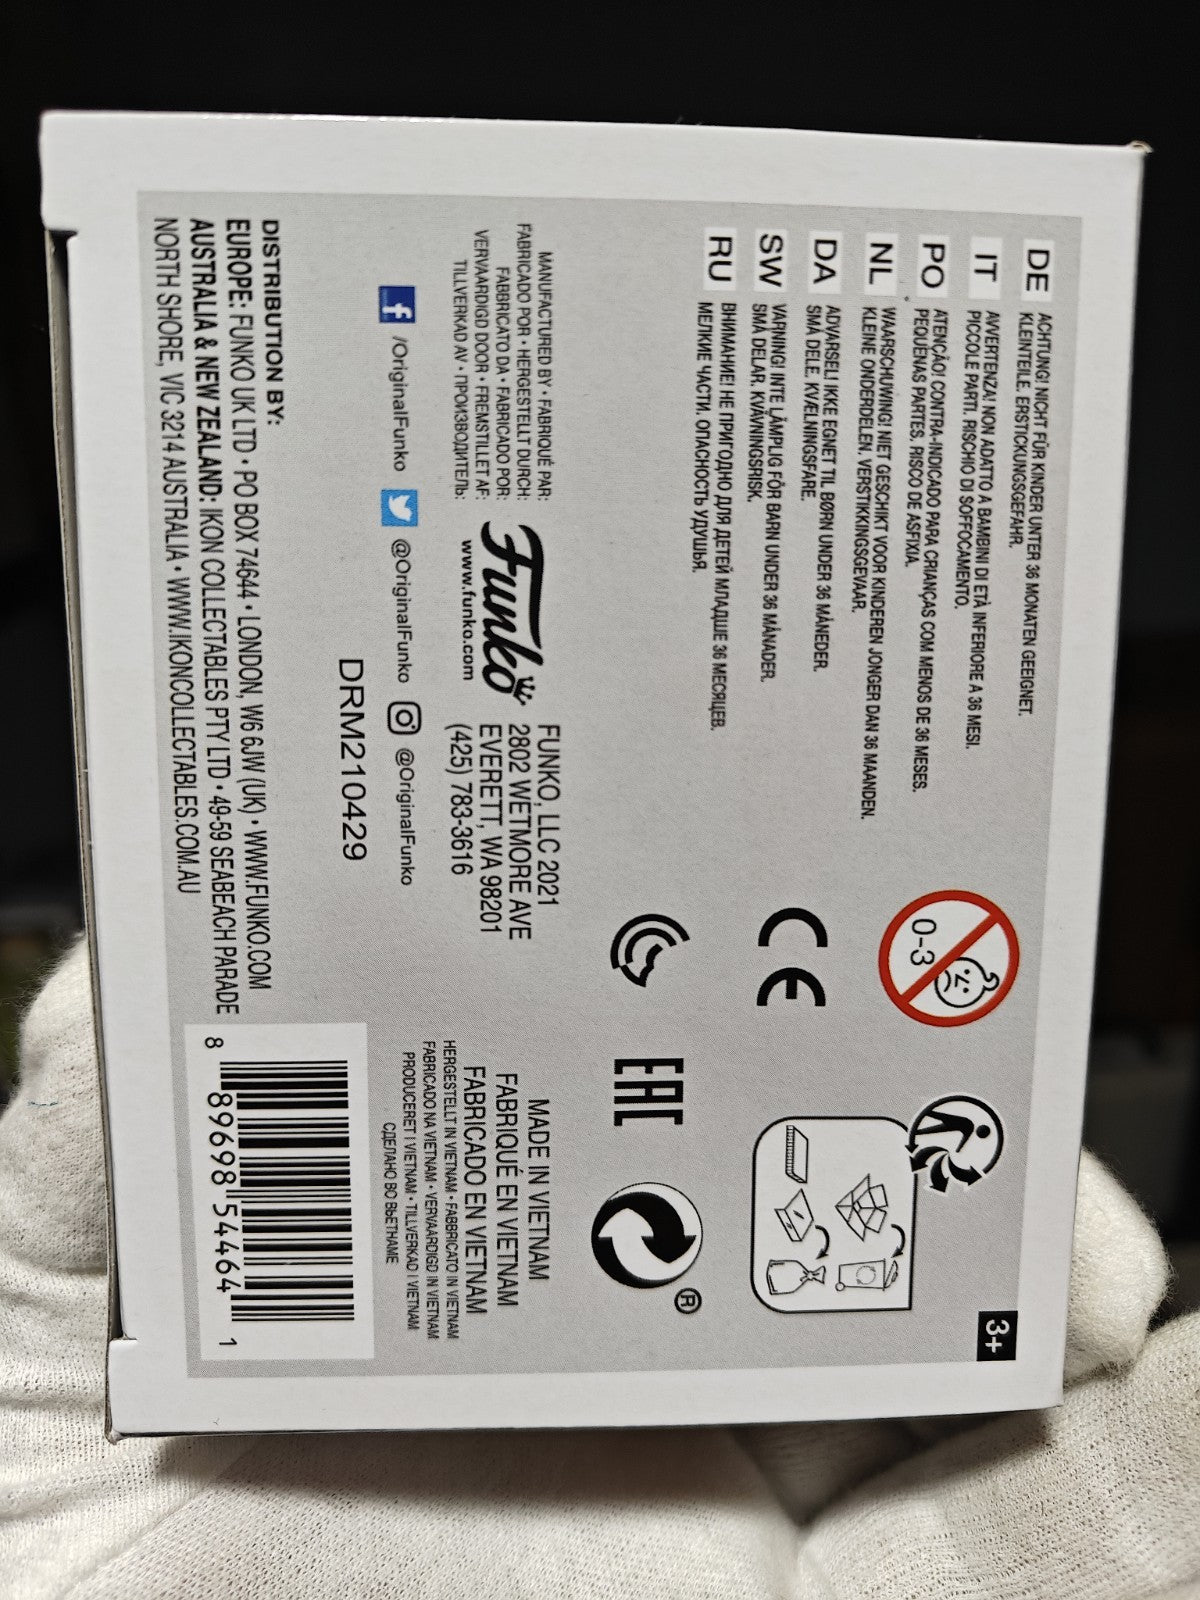 DE ACHTUNG! NICHT FÜR KINDER UNTER 36 MONATEN GEEIGNET.
KLEINTEILE. ERSTICKUNGSGEFAHR.
IT AVVERTENZA! NON ADATTO A BAMBINI DI ETÀ INFERIORE A 36 MESI.
PICCOLE PARTI. RISCHIO DI SOFFOCAMENTO.
PO ATENÇÃO! CONTRA-INDICADO PARA CRIANÇAS COM MENOS DE 36 MESES.
PEQUENAS PARTES. RISCO DE ASFIXIA.
NL WAARSCHUWING! NIET GESCHIKT VOOR KINDEREN JONGER DAN 36 MAANDEN.
KLEINE ONDERDELEN. VERSTIKKINGSGEVAAR.
DA ADVARSEL! IKKE EGNET TIL BØRN UNDER 36 MÅNEDER.
SMÅ DELE. KVÆLNINGSFARE.
SW VARNING! INTE LÄMPLIG FÖR BARN UNDER 36 MÅNADER.
SMÅ DELAR. KVÄVNINGSRISK.
RU ВНИМАНИЕ! НЕ ПРИГОДНО ДЛЯ ДЕТЕЙ МЛАДШЕ 36 МЕСЯЦЕВ.
МЕЛКИЕ ЧАСТИ. ОПАСНОСТЬ УДУШЬЯ.
0-3
3+
CE
EAC
®
MANUFACTURED BY • FABRIQUÉ PAR:
FABRICADO POR • HERGESTELLT DURCH:
FABBRICATO DA • FABRICADO POR:
VERVAARDIGD DOOR • FREMSTILLET AF:
TILLVERKAD AV • ПРОИЗВОДИТЕЛЬ:
Funko
www.funko.com
FUNKO, LLC 2021
2802 WETMORE AVE
EVERETT, WA 98201
(425) 783-3616
MADE IN VIETNAM
FABRIQUÉ EN VIETNAM
FABRICADO EN VIETNAM
HERGESTELLT IN VIETNAM • FABBRICATO IN VIETNAM
FABRICADO NA VIETNAM • VERVAARDIGD IN VIETNAM
PRODUCERET I VIETNAM • TILLVERKAD I VIETNAM
СДЕЛАНО ВО ВЬЕТНАМЕ
/OriginalFunko @OriginalFunko @OriginalFunko
DRM210429
DISTRIBUTION BY:
EUROPE: FUNKO UK LTD • PO BOX 74644 • LONDON, W6 6JW (UK) • WWW.FUNKO.COM
AUSTRALIA & NEW ZEALAND: IKON COLLECTABLES PTY LTD • 49-59 SEABEACH PARADE
NORTH SHORE, VIC 3214 AUSTRALIA • WWW.IKONCOLLECTABLES.COM.AU
8 89698 54464 1